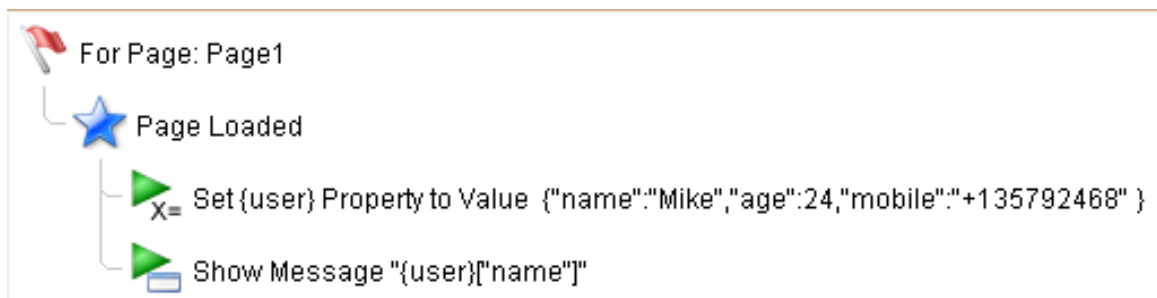 For Page: Page1
Page Loaded
X= Set {user} Property to Value {"name":"Mike","age":24,"mobile":"+135792468" }
Show Message "{user}["name"]"